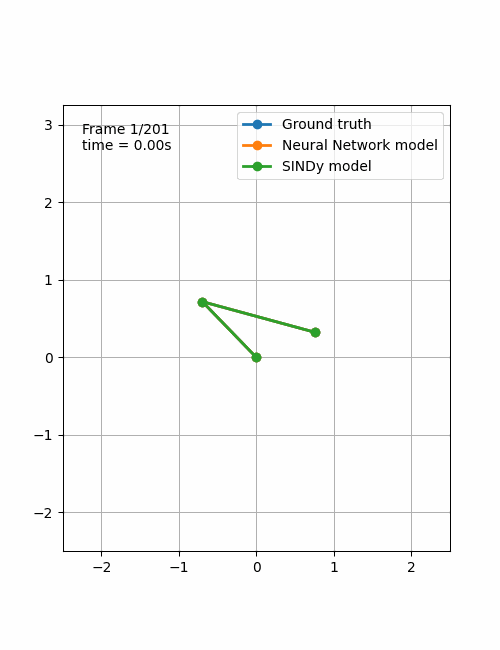 Frame 1/201
time = 0.00s
Ground truth
Neural Network model
SINDy model
3
2
1
0
−1
−2
−2
−1
0
1
2